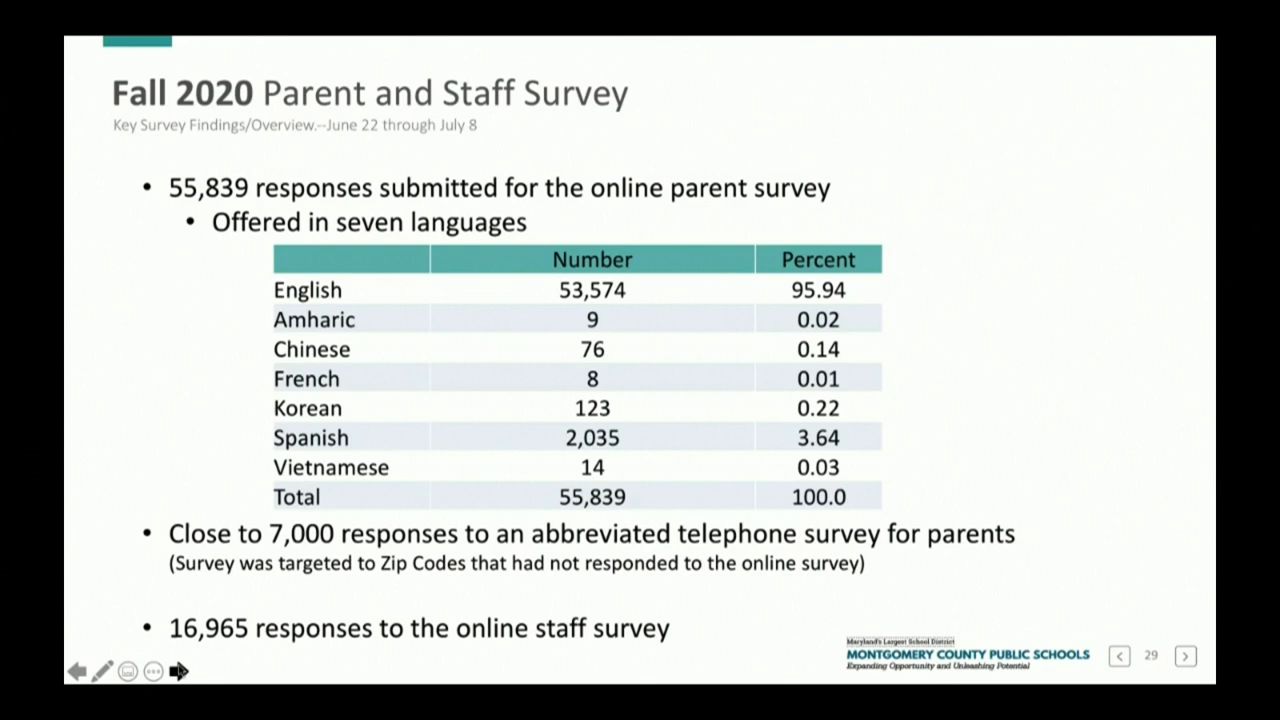 Fall 2020 Parent and Staff Survey
Key Survey Findings/Overview.--June 22 through July 8
• 55,839 responses submitted for the online parent survey
• Offered in seven languages
Number Percent
English 53,574 95.94
Amharic 9 0.02
Chinese 76 0.14
French 8 0.01
Korean 123 0.22
Spanish 2,035 3.64
Vietnamese 14 0.03
Total 55,839 100.0
• Close to 7,000 responses to an abbreviated telephone survey for parents
(Survey was targeted to Zip Codes that had not responded to the online survey)
• 16,965 responses to the online staff survey
Maryland's Largest School District
MONTGOMERY COUNTY PUBLIC SCHOOLS
Expanding Opportunity and Unleashing Potential
< 29 >